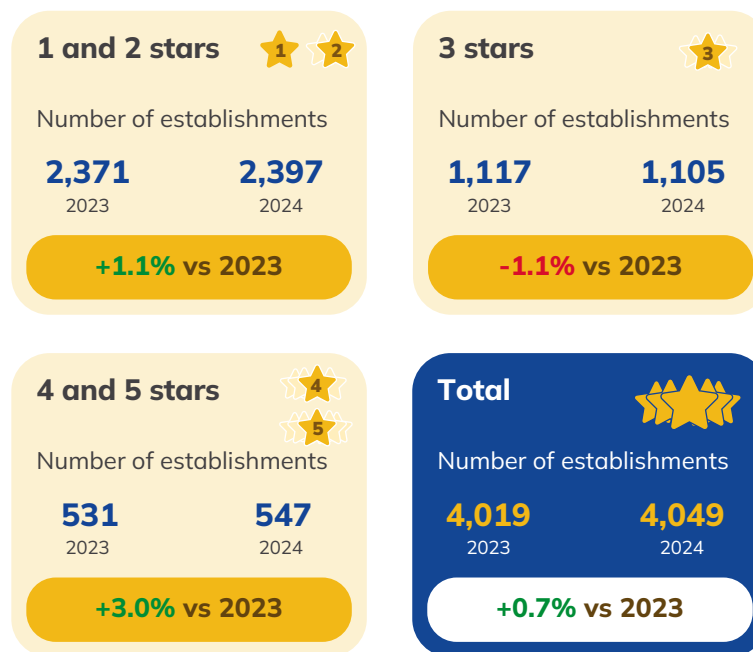 1 and 2 stars 1 2
Number of establishments
2,371 2,397
2023 2024
+1.1% vs 2023
3 stars 3
Number of establishments
1,117 1,105
2023 2024
-1.1% vs 2023
4 and 5 stars 4
5
Number of establishments
531 547
2023 2024
+3.0% vs 2023
Total
Number of establishments
4,019 4,049
2023 2024
+0.7% vs 2023